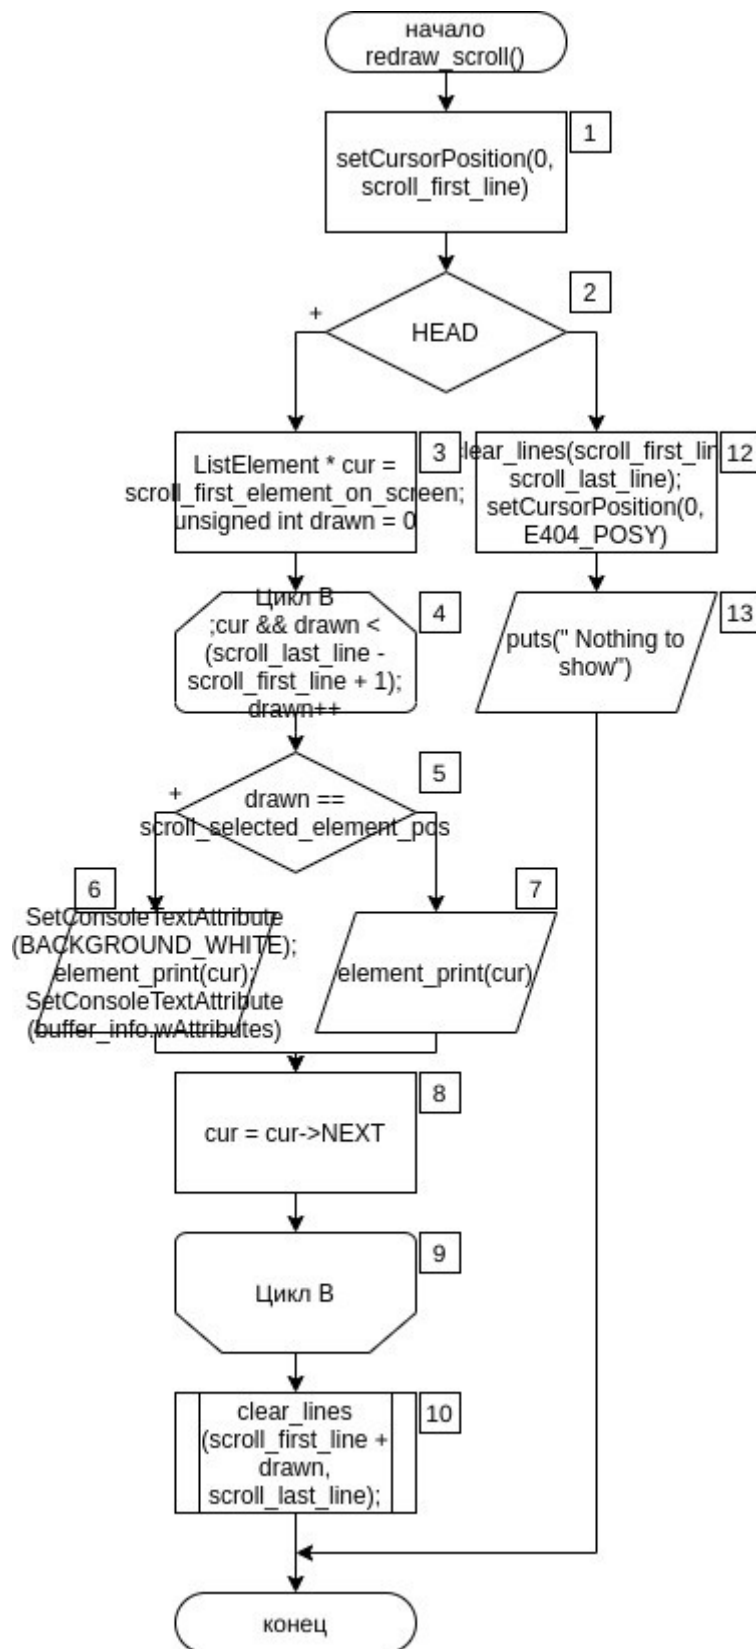 начало
redraw_scroll()
1
setCursorPosition(0,
scroll_first_line)
2
+
HEAD
3
ListElement * cur =
scroll_first_element_on_screen;
unsigned int drawn = 0
12
clear_lines(scroll_first_lin
scroll_last_line);
setCursorPosition(0,
E404_POSY)
4
Цикл В
;cur && drawn <
(scroll_last_line -
scroll_first_line + 1);
drawn++
13
puts(" Nothing to
show")
5
+
drawn ==
scroll_selected_element_pos
6
SetConsoleTextAttribute
(BACKGROUND_WHITE);
element_print(cur);
SetConsoleTextAttribute
(buffer_info.wAttributes)
7
element_print(cur)
8
cur = cur->NEXT
9
Цикл В
10
clear_lines
(scroll_first_line +
drawn,
scroll_last_line);
конец